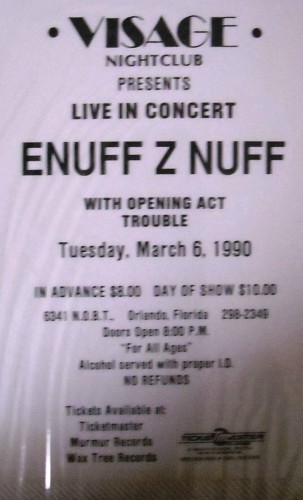 • VISAGE •
NIGHTCLUB
PRESENTS
LIVE IN CONCERT
ENUFF Z NUFF
WITH OPENING ACT
TROUBLE
Tuesday, March 6, 1990
IN ADVANCE $8.00 DAY OF SHOW $10.00
6341 N.O.B.T., Orlando, Florida 298-2349
Doors Open 8:00 P.M.
"For All Ages"
Alcohol served with proper I.D.
NO REFUNDS
Tickets Available at:
Ticketmaster
Murmur Records
Wax Tree Records
TICKETMASTER